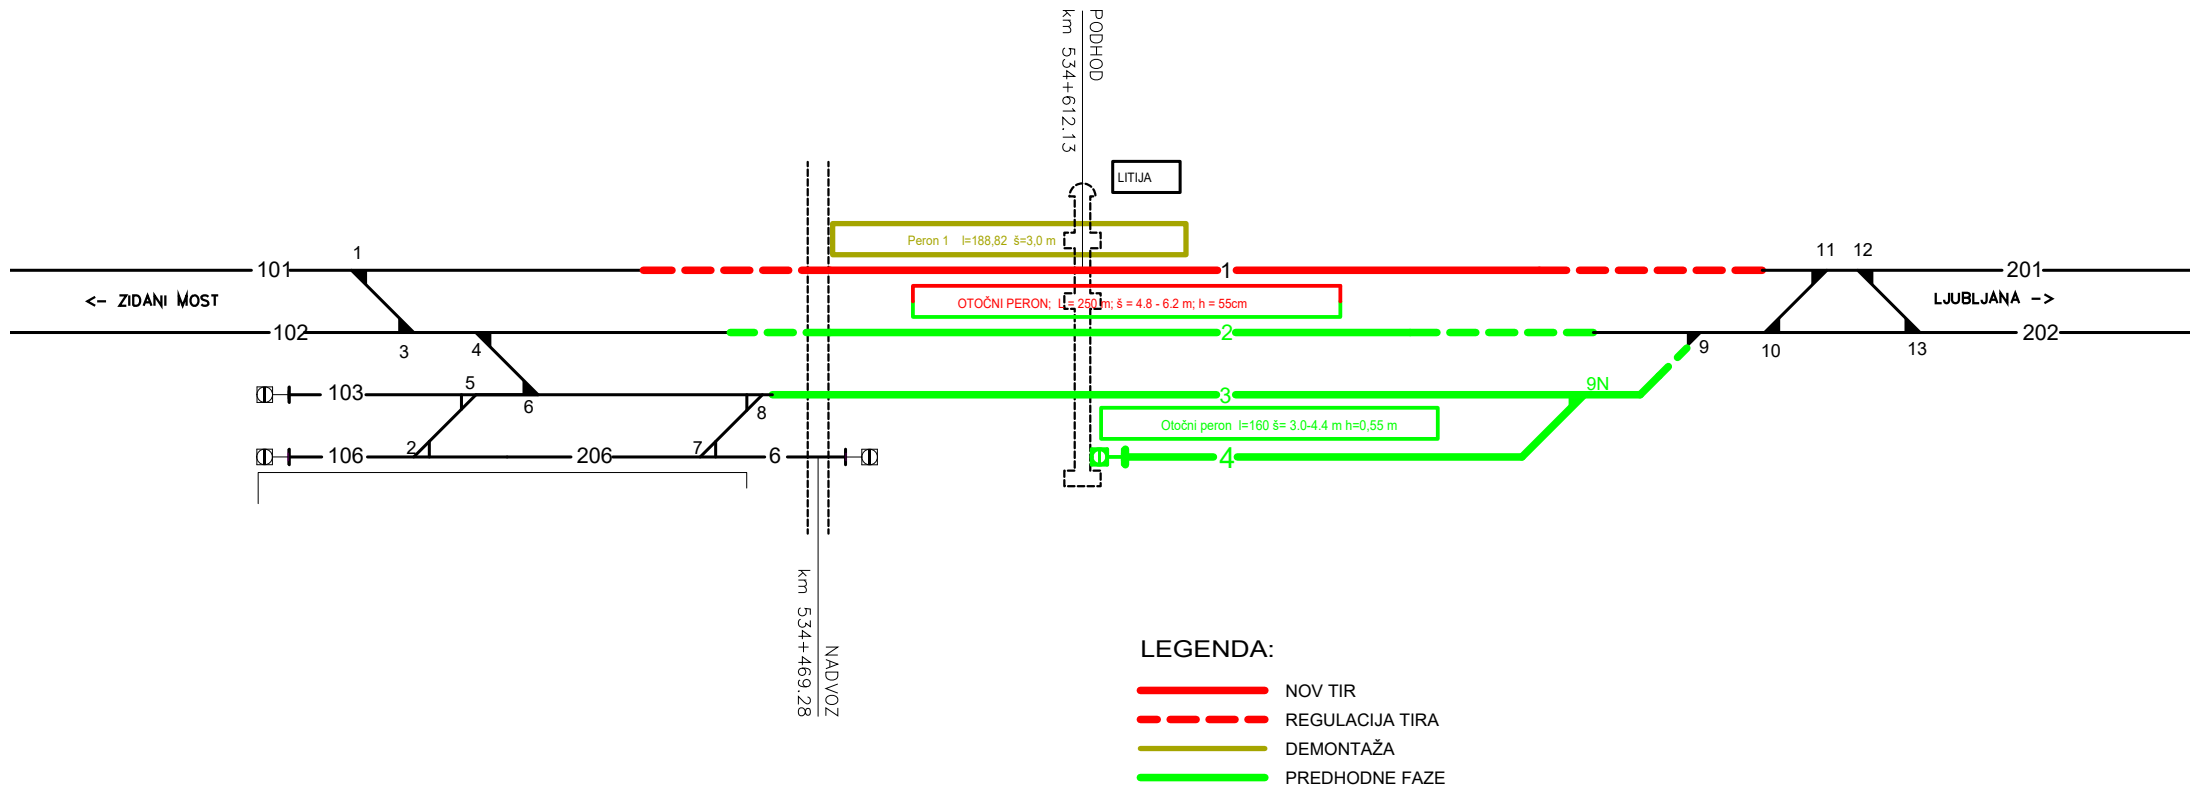 PODHOD
km 534+612.13
LITIJA
Peron 1 l=188,82 š=3,0 m
1
11
12
101
1
201
<- ZIDANI MOST
OTOČNI PERON; L = 250 m; š = 4.8 - 6.2 m; h = 55cm
LJUBLJANA ->
102
2
202
3
4
9
10
13
5
9N
103
3
6
8
Otočni peron l=160 š= 3.0-4.4 m h=0,55 m
2
7
106
206
6
4
km 534+469.28
NADVOZ
LEGENDA:
NOV TIR
REGULACIJA TIRA
DEMONTAŽA
PREDHODNE FAZE